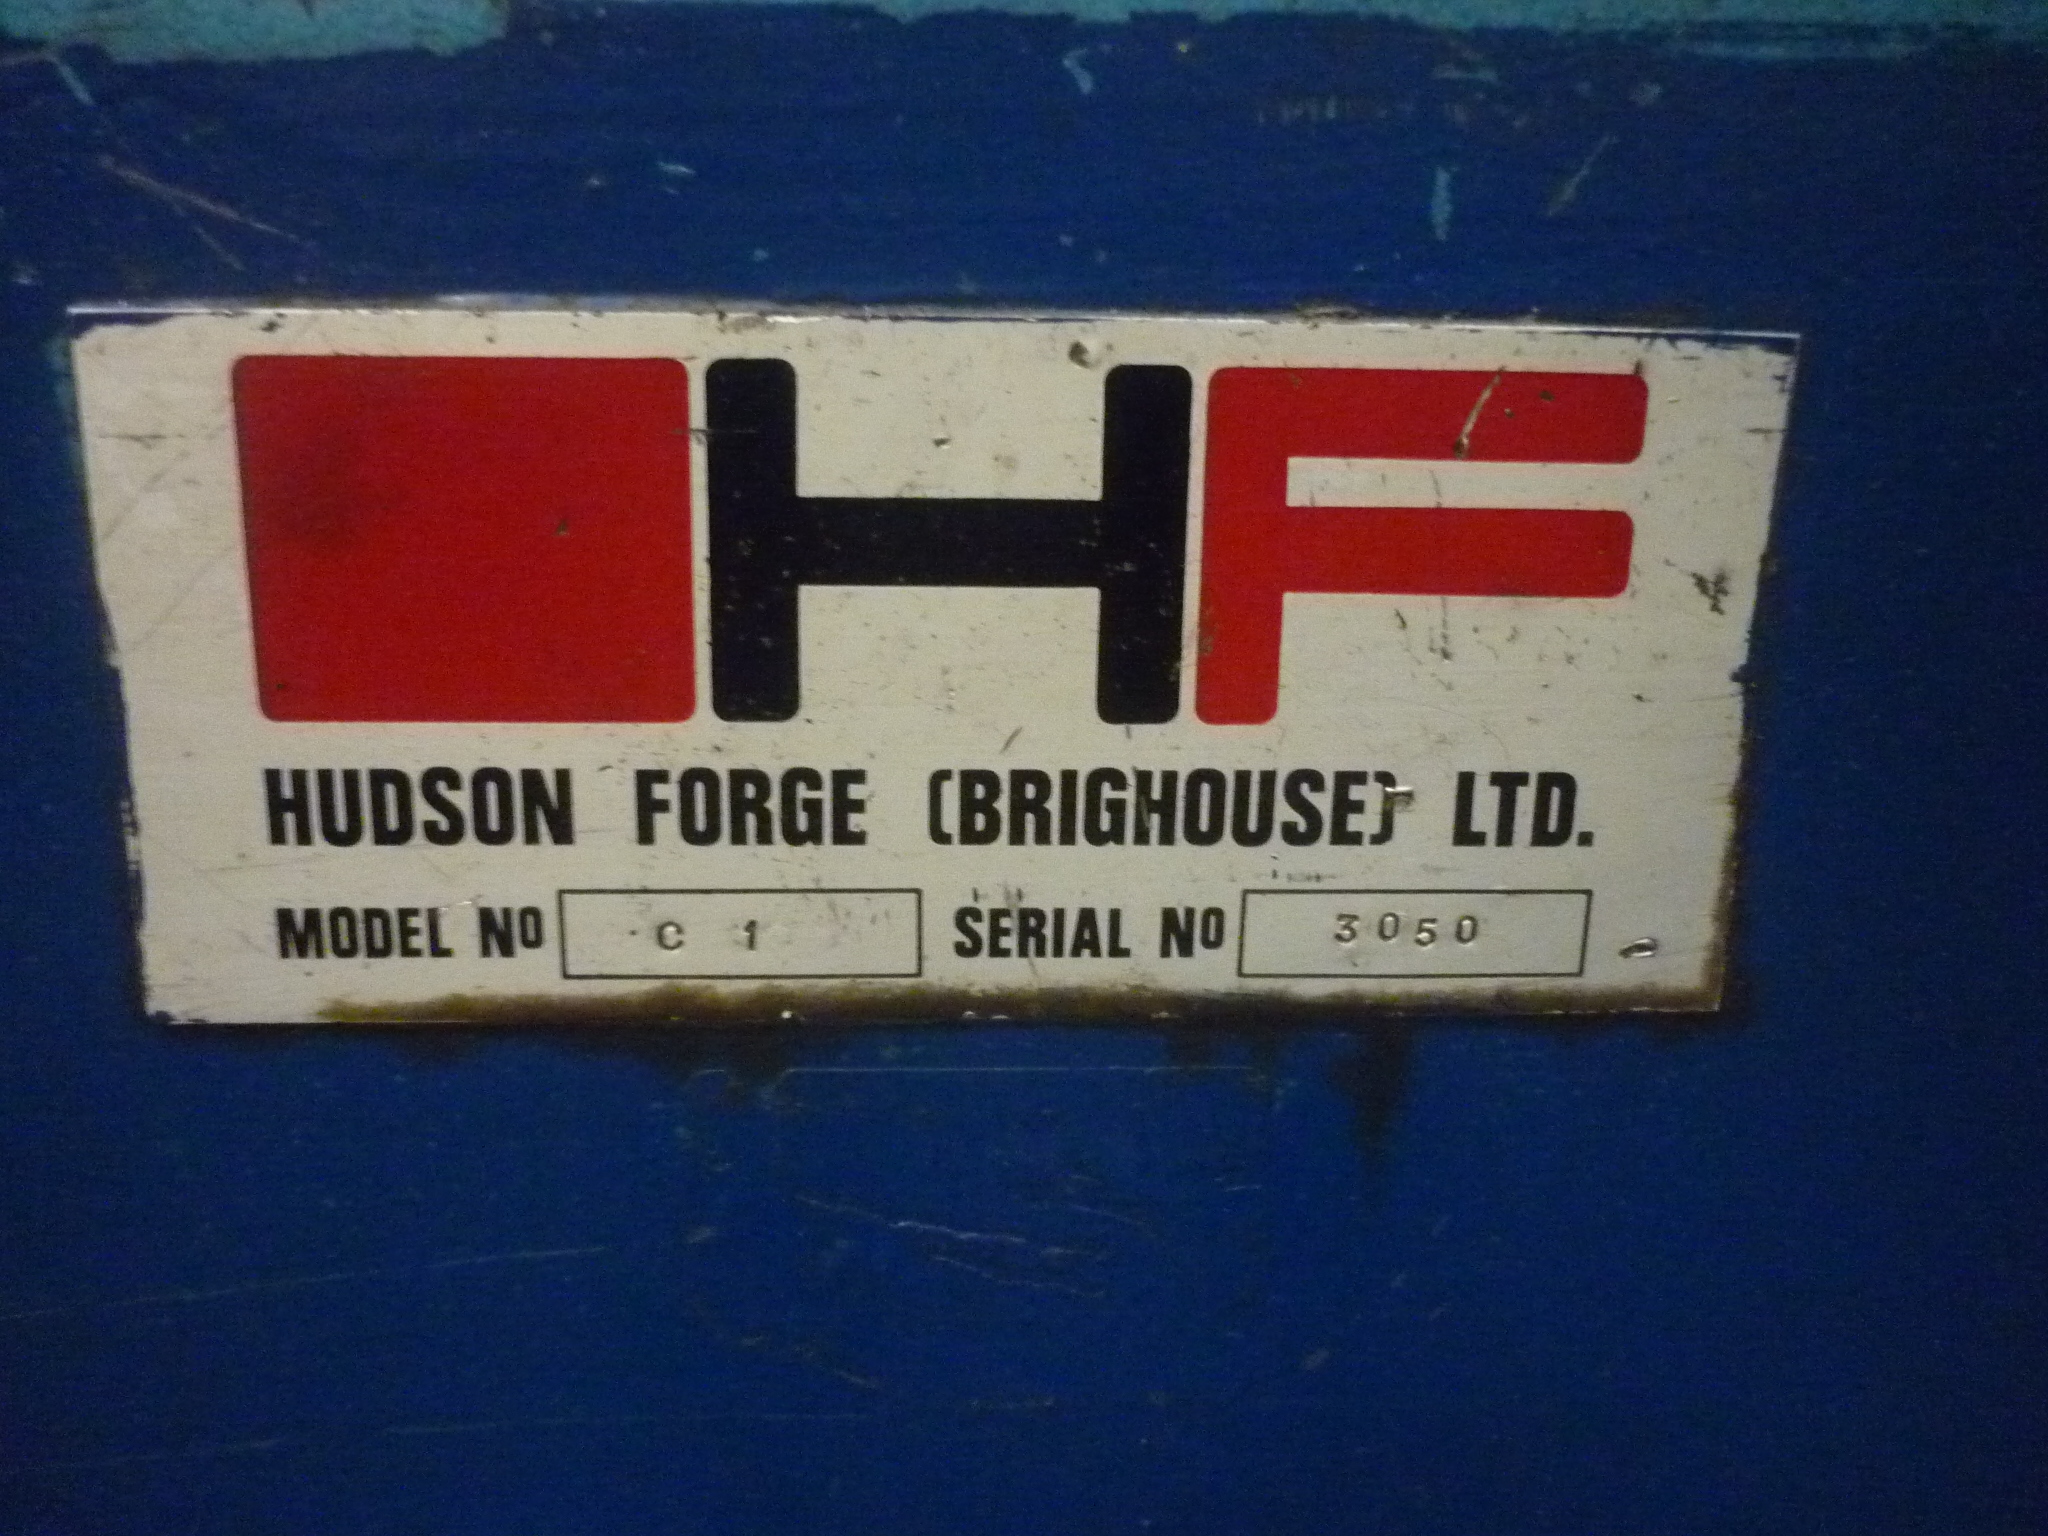 HF
HUDSON FORGE (BRIGHOUSE) LTD.
MODEL NO C 1 SERIAL NO 3050